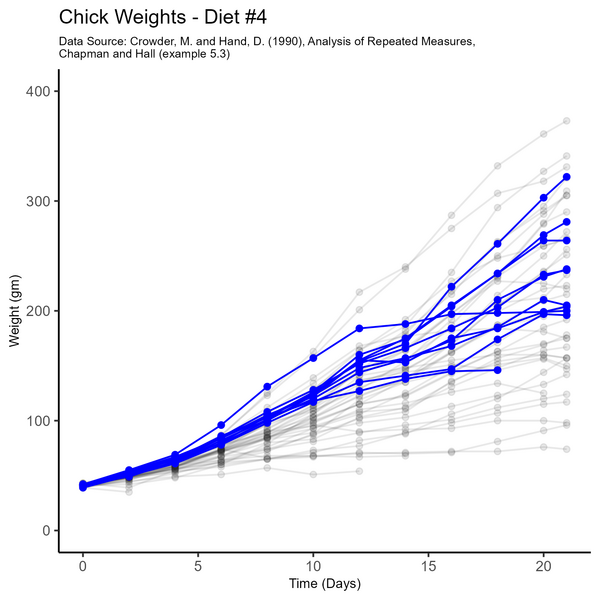 Chick Weights - Diet #4
Data Source: Crowder, M. and Hand, D. (1990), Analysis of Repeated Measures,
Chapman and Hall (example 5.3)
400
300
200
100
0
Weight (gm)
0 5 10 15 20
Time (Days)